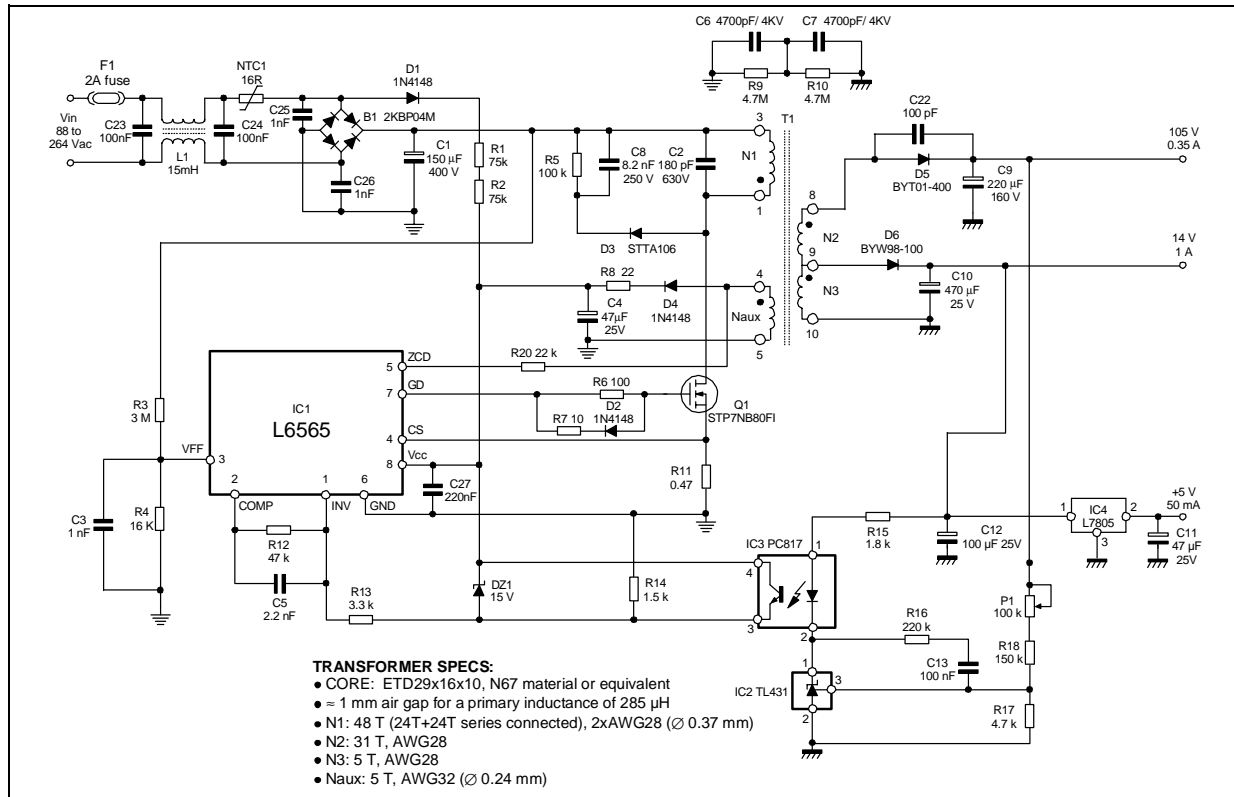 C6 4700pF/ 4KV
C7 4700pF/ 4KV
R9
4.7M
R10
4.7M
F1
2A fuse
NTC1
16R
D1
1N4148
Vin
88 to
264 Vac
C23
100nF
L1
15mH
C24
100nF
C25
1nF
B1
2KBP04M
C1
150 µF
400 V
C26
1nF
R1
75k
R2
75k
R5
100 k
C8
8.2 nF
250 V
C2
180 pF
630V
D3 STTA106
3
T1
N1
1
C22
100 pF
D5
BYT01-400
C9
220 µF
160 V
105 V
0.35 A
8
N2
9
N3
10
D6
BYW98-100
C10
470 µF
25 V
14 V
1 A
R8 22
C4
47µF
25V
D4
1N4148
4
Naux
5
R20 22 k
R6 100
D2
1N4148
R7 10
Q1
STP7NB80FI
R11
0.47
IC1
L6565
5
ZCD
7
GD
4
CS
8
Vcc
3
VFF
2
COMP
1
INV
6
GND
R3
3 M
R4
16 K
C3
1 nF
C27
220nF
R12
47 k
C5
2.2 nF
R13
3.3 k
DZ1
15 V
R14
1.5 k
IC3 PC817
4
3
1
2
R15
1.8 k
C12
100 µF 25V
1
IC4
L7805
2
3
+5 V
50 mA
C11
47 µF
25V
P1
100 k
R16
220 k
C13
100 nF
R18
150 k
R17
4.7 k
IC2 TL431
1
3
2
TRANSFORMER SPECS:
• CORE: ETD29x16x10, N67 material or equivalent
• ≈ 1 mm air gap for a primary inductance of 285 µH
• N1: 48 T (24T+24T series connected), 2xAWG28 (∅ 0.37 mm)
• N2: 31 T, AWG28
• N3: 5 T, AWG28
• Naux: 5 T, AWG32 (∅ 0.24 mm)